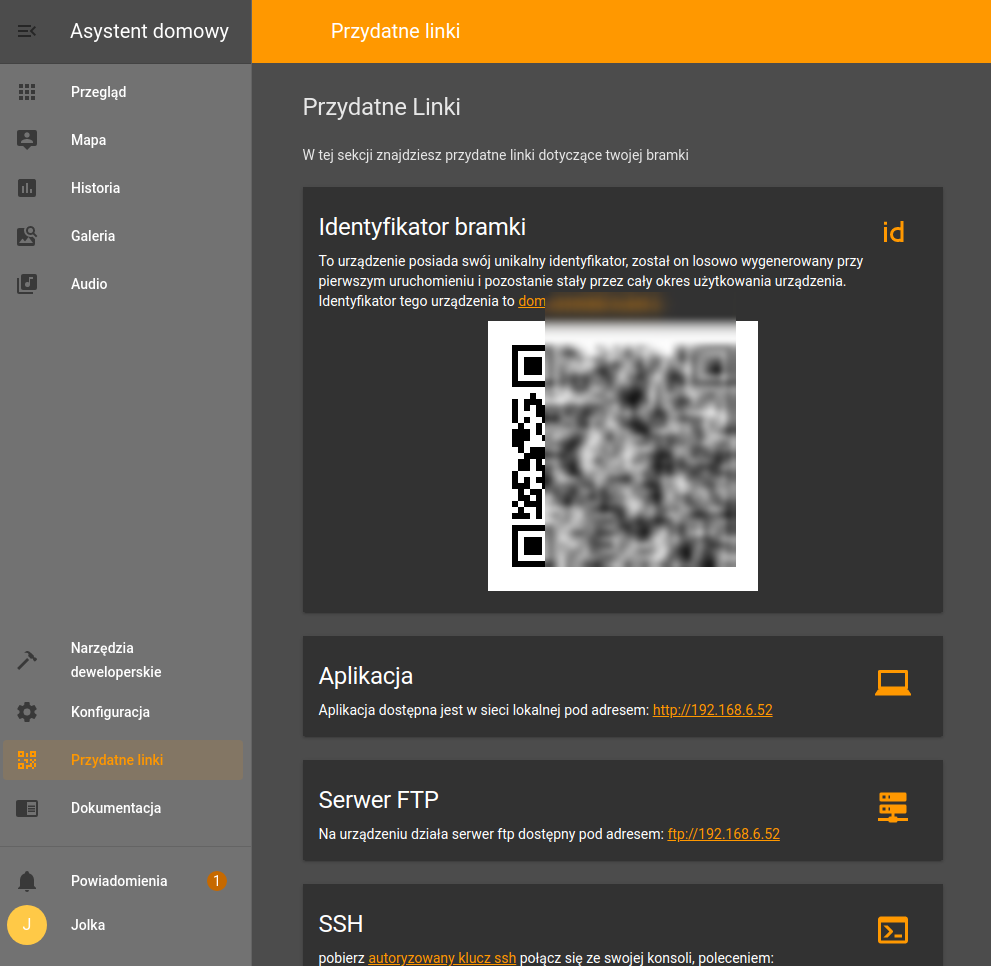 Asystent domowy
Przydatne linki
Przegląd
Mapa
Historia
Galeria
Audio
Narzędzia
deweloperskie
Konfiguracja
Przydatne linki
Dokumentacja
Powiadomienia 1
J Jolka
Przydatne Linki
W tej sekcji znajdziesz przydatne linki dotyczące twojej bramki
Identyfikator bramki
id
To urządzenie posiada swój unikalny identyfikator, został on losowo wygenerowany przy
pierwszym uruchomieniu i pozostanie stały przez cały okres użytkowania urządzenia.
Identyfikator tego urządzenia to dom
Aplikacja
Aplikacja dostępna jest w sieci lokalnej pod adresem: http://192.168.6.52
Serwer FTP
Na urządzeniu działa serwer ftp dostępny pod adresem: ftp://192.168.6.52
SSH
pobierz autoryzowany klucz ssh połącz się ze swojej konsoli, poleceniem: